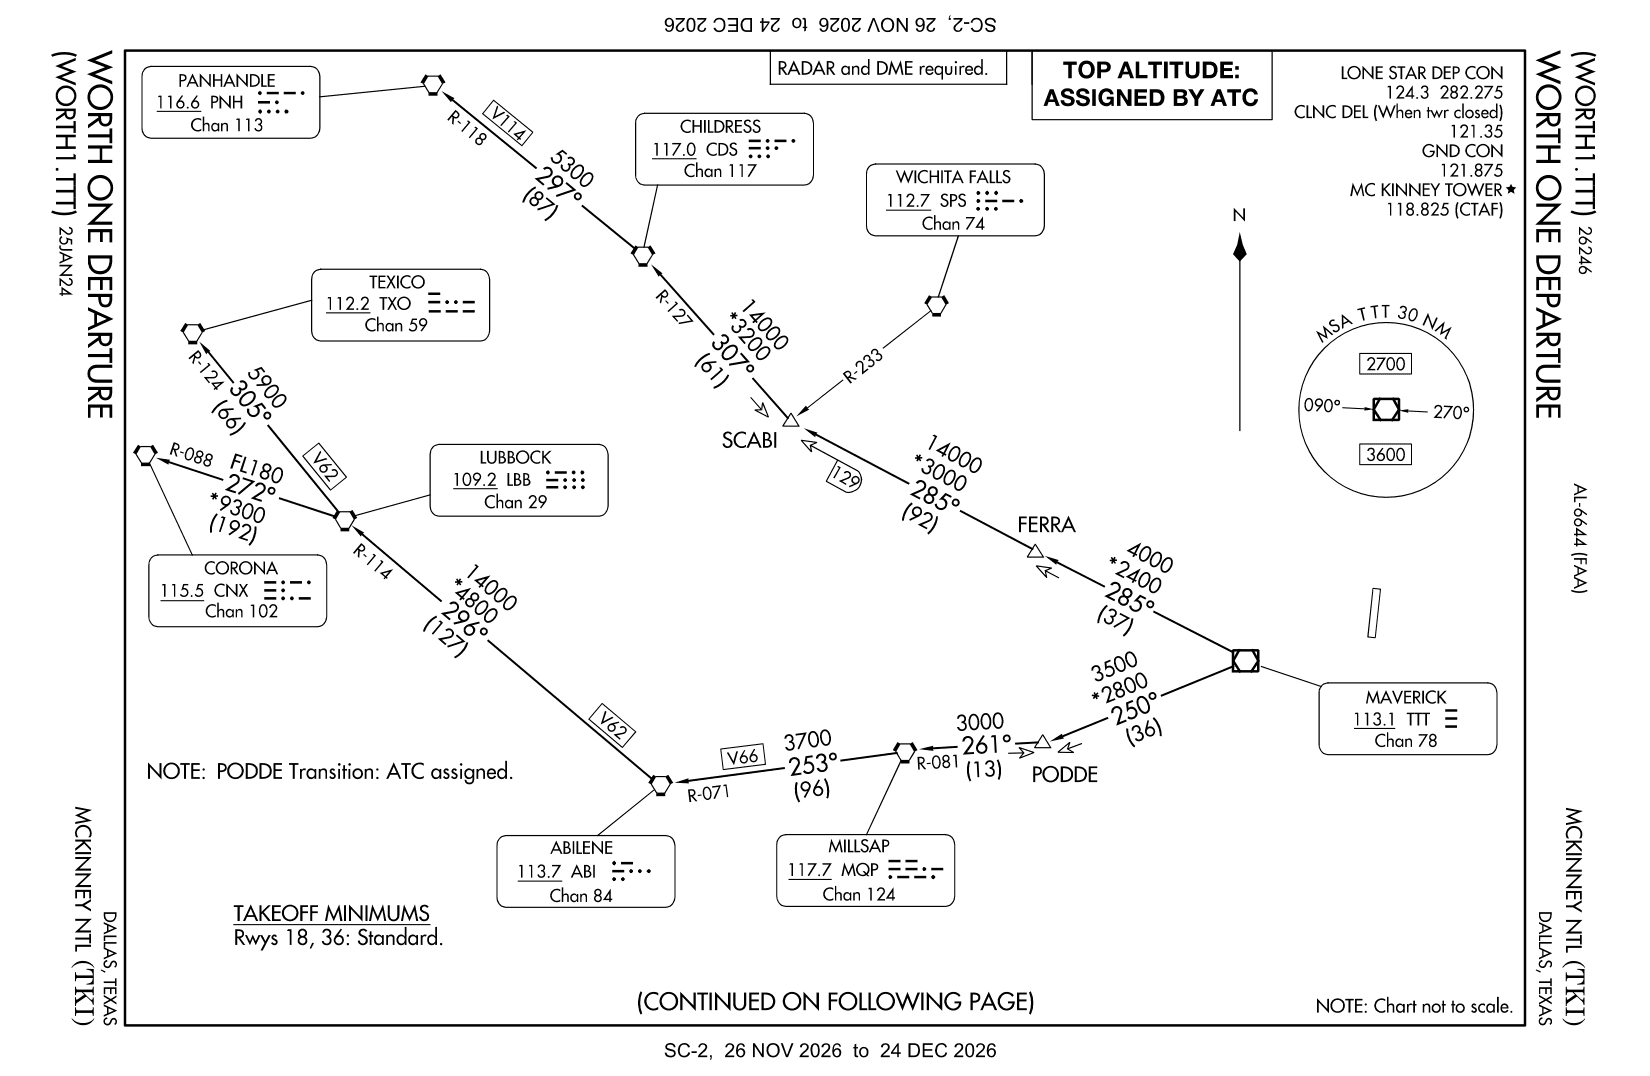 SC-2, 26 NOV 2026 to 24 DEC 2026
(WORTH1.TTT) 25JAN24
WORTH ONE DEPARTURE
MCKINNEY NTL (TKI)
DALLAS, TEXAS
(WORTH1.TTT) 26246
WORTH ONE DEPARTURE
AL-6644 (FAA)
MCKINNEY NTL (TKI)
DALLAS, TEXAS
RADAR and DME required.
TOP ALTITUDE:
ASSIGNED BY ATC
LONE STAR DEP CON
124.3 282.275
CLNC DEL (When twr closed)
121.35
GND CON
121.875
MC KINNEY TOWER★
118.825 (CTAF)
PANHANDLE
116.6 PNH
Chan 113
V114
R-118
5300
297°
(87)
CHILDRESS
117.0 CDS
Chan 117
WICHITA FALLS
112.7 SPS
Chan 74
R-233
N
MSA TTT 30 NM
2700
090°
270°
3600
TEXICO
112.2 TXO
Chan 59
R-127
14000
*3200
307°
(61)
SCABI
R-124
5900
305°
(66)
V62
R-088
FL180
272°
*9300
(192)
LUBBOCK
109.2 LBB
Chan 29
CORONA
115.5 CNX
Chan 102
129
14000
*3000
285°
(92)
FERRA
4000
*2400
285°
(37)
R-114
14000
*4800
296°
(127)
V62
3500
*2800
250°
(36)
MAVERICK
113.1 TTT
Chan 78
3000
261°
(13)
R-081
PODDE
V66
3700
253°
(96)
R-071
NOTE: PODDE Transition: ATC assigned.
ABILENE
113.7 ABI
Chan 84
MILLSAP
117.7 MQP
Chan 124
TAKEOFF MINIMUMS
Rwys 18, 36: Standard.
(CONTINUED ON FOLLOWING PAGE)
NOTE: Chart not to scale.
SC-2, 26 NOV 2026 to 24 DEC 2026